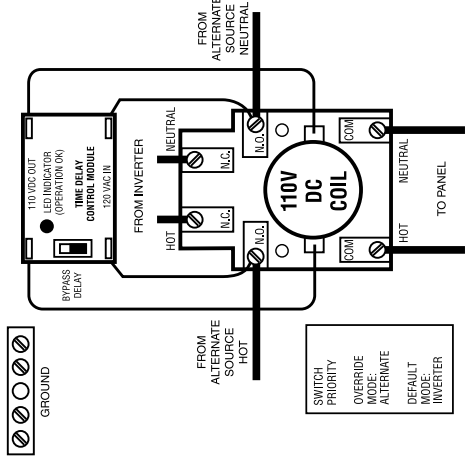 110 VDC OUT
LED INDICATOR
(OPERATION OK)
TIME DELAY
CONTROL MODULE
120 VAC IN
BYPASS
DELAY
GROUND
FROM
ALTERNATE
SOURCE
NEUTRAL
FROM INVERTER
HOT
NEUTRAL
N.C.
N.C.
N.O.
N.O.
110V
DC
COIL
COM
COM
HOT
NEUTRAL
TO PANEL
FROM
ALTERNATE
SOURCE
HOT
SWITCH
PRIORITY
OVERRIDE
MODE:
ALTERNATE
DEFAULT
MODE:
INVERTER